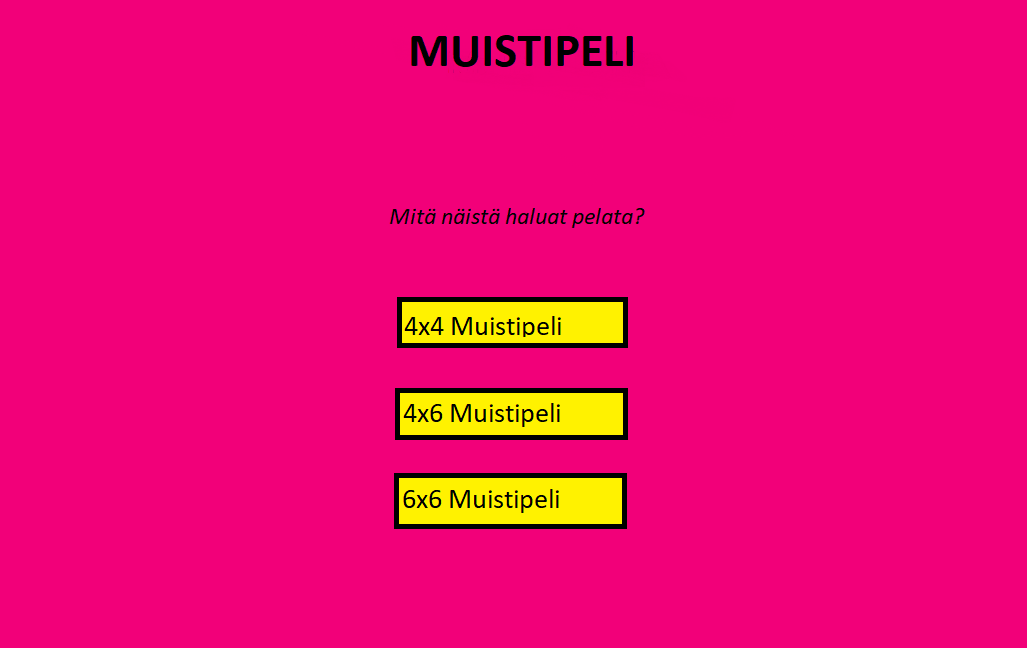 MUISTIPELI
Mitä näistä haluat pelata?
4x4 Muistipeli
4x6 Muistipeli
6x6 Muistipeli